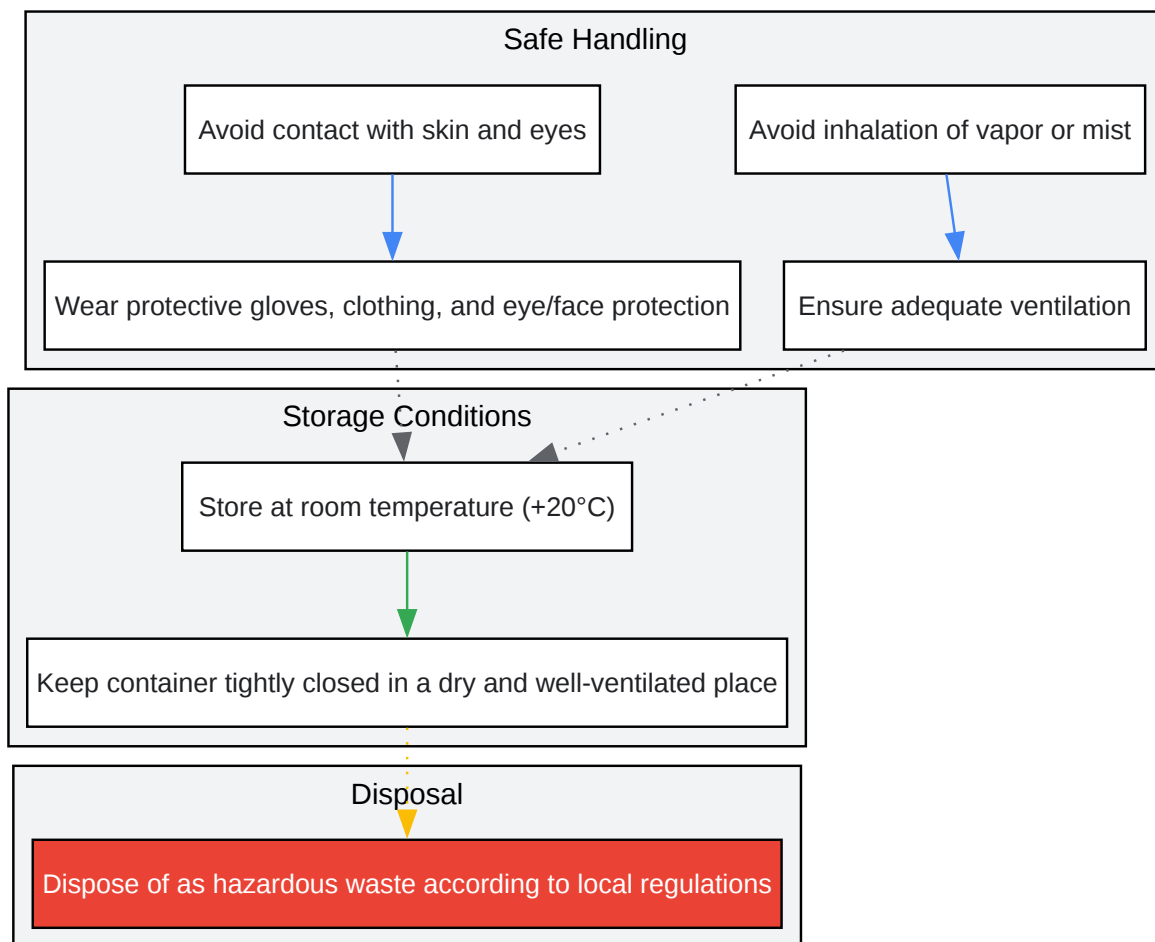 Safe Handling
Avoid contact with skin and eyes
Avoid inhalation of vapor or mist
Wear protective gloves, clothing, and eye/face protection
Ensure adequate ventilation
Storage Conditions
Store at room temperature (+20°C)
Keep container tightly closed in a dry and well-ventilated place
Disposal
Dispose of as hazardous waste according to local regulations